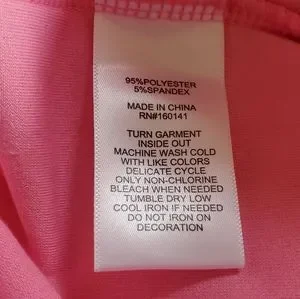 95%POLYESTER
5%SPANDEX
MADE IN CHINA
RN#160141
TURN GARMENT
INSIDE OUT
MACHINE WASH COLD
WITH LIKE COLORS
DELICATE CYCLE
ONLY NON-CHLORINE
BLEACH WHEN NEEDED
TUMBLE DRY LOW
COOL IRON IF NEEDED
DO NOT IRON ON
DECORATION